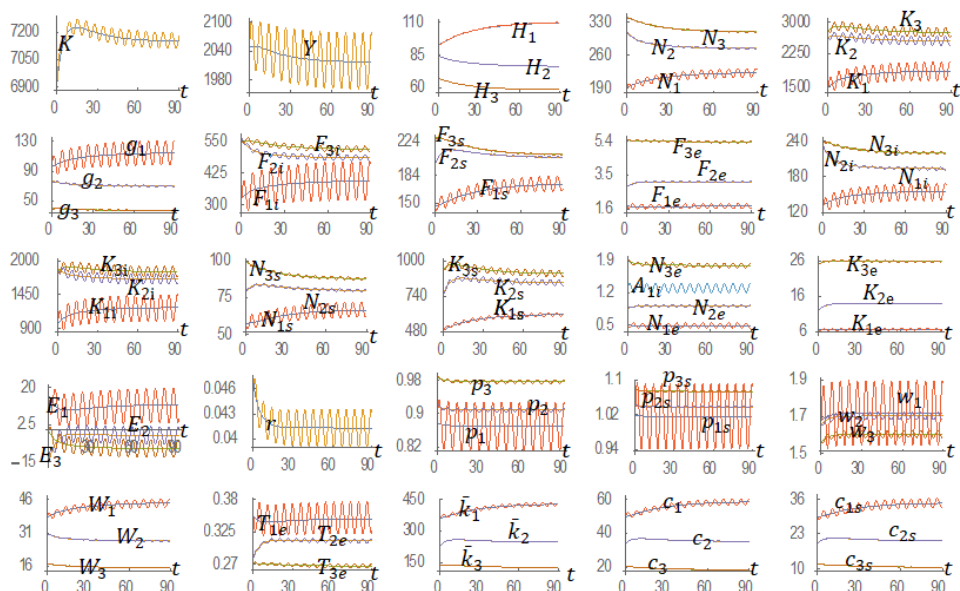 7200
6900
0 30 60 90
K
t
2100
2040
1980
0 30 60 90
Y
t
110
85
60
0 30 60 90
H₁
H₂
H₃
t
330
260
190
0 30 60 90
N₃
N₂
N₁
t
3000
2500
1500
0 30 60 90
K₃
K₂
K₁
t
130
90
50
0 30 60 90
g₁
g₂
g₃
t
550
300
0 30 60 90
F₃ᵢ
F₂ᵢ
F₁ᵢ
t
224
184
144
0 30 60 90
F₃ₛ
F₂ₛ
F₁ₛ
t
5.4
3.5
1.6
0 30 60 90
F₃ₑ
F₂ₑ
F₁ₑ
t
240
180
120
0 30 60 90
N₃ᵢ
N₂ᵢ
N₁ᵢ
t
2000
1450
900
0 30 60 90
K₃ᵢ
K₂ᵢ
K₁ᵢ
t
100
50
0 30 60 90
N₃ₛ
N₂ₛ
N₁ₛ
t
1000
480
0 30 60 90
K₃ₛ
K₂ₛ
K₁ₛ
t
1.9
1.2
0.5
0 30 60 90
N₃ₑ
A₁ᵢ
N₂ₑ
N₁ₑ
t
26
16
6
0 30 60 90
K₃ₑ
K₂ₑ
K₁ₑ
t
20
2.5
−15
60 90
E₁
E₂
E₃
t
0.046
0.043
0.04
0 30 60 90
r
t
0.98
0.9
0.82
0 30 60 90
p₃
p₂
p₁
t
1.1
1.02
0.94
0 30 60 90
p₃ₛ
p₂ₛ
p₁ₛ
t
1.9
1.7
1.5
0 30 60 90
w₁
w₂
w₃
t
46
31
16
0 30 60 90
W₁
W₂
W₃
t
0.38
0.325
0.27
0 30 60 90
T₁ₑ
T₂ₑ
T₃ₑ
t
450
300
150
0 30 60 90
k̄₁
k̄₂
k̄₃
t
60
40
20
0 30 60 90
c₁
c₂
c₃
t
36
10
0 30 60 90
c₁ₛ
c₂ₛ
c₃ₛ
t